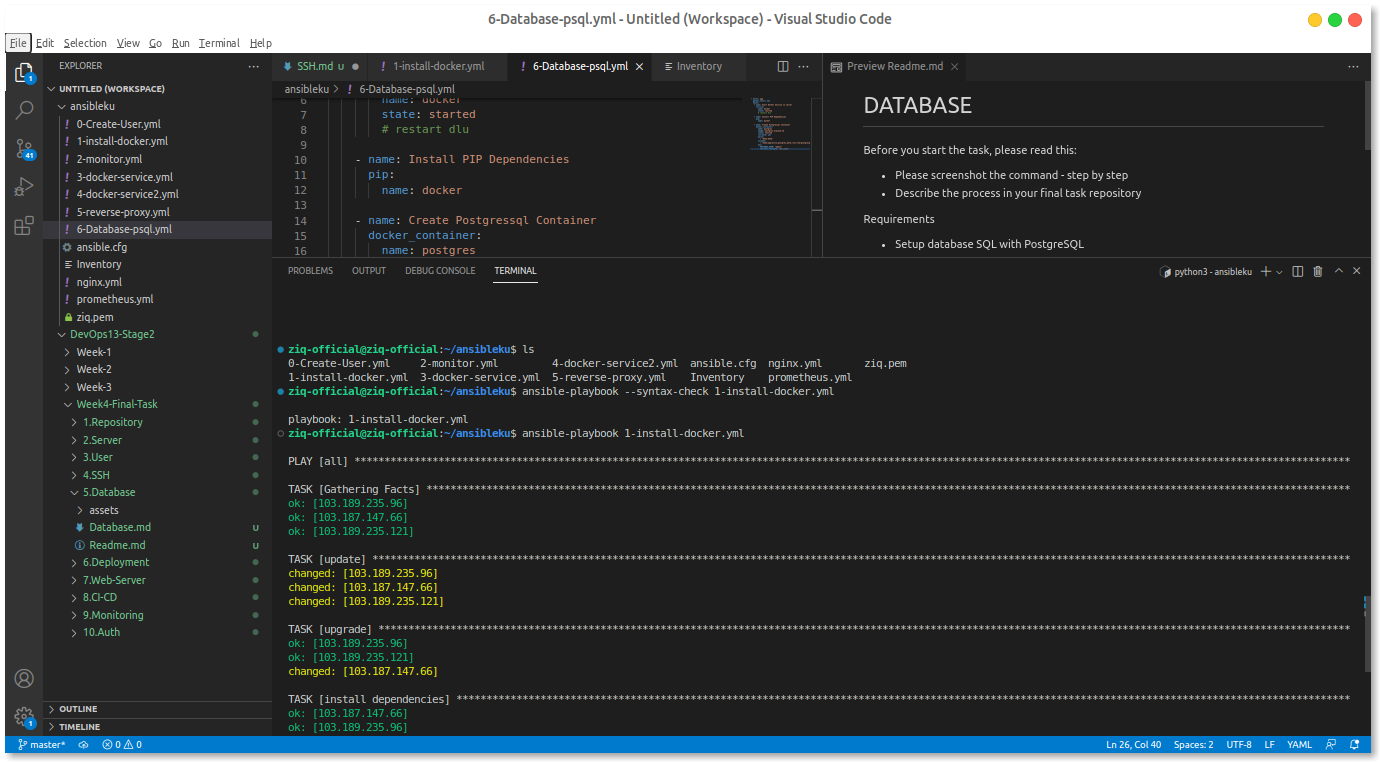 6-Database-psql.yml - Untitled (Workspace) - Visual Studio Code
File Edit Selection View Go Run Terminal Help
EXPLORER
UNTITLED (WORKSPACE)
ansibleku
0-Create-User.yml
1-install-docker.yml
2-monitor.yml
3-docker-service.yml
4-docker-service2.yml
5-reverse-proxy.yml
6-Database-psql.yml
ansible.cfg
Inventory
nginx.yml
prometheus.yml
ziq.pem
DevOps13-Stage2
Week-1
Week-2
Week-3
Week4-Final-Task
1.Repository
2.Server
3.User
4.SSH
5.Database
assets
Database.md U
Readme.md U
6.Deployment
7.Web-Server
8.CI-CD
9.Monitoring
10.Auth
OUTLINE
TIMELINE
1
41
1
SSH.md U
1-install-docker.yml
6-Database-psql.yml
Inventory
ansibleku > 6-Database-psql.yml
6 name: docker
7 state: started
8 # restart dlu
9
10 - name: Install PIP Dependencies
11 pip:
12 name: docker
13
14 - name: Create Postgressql Container
15 docker_container:
16 name: postgres
Preview Readme.md
DATABASE
Before you start the task, please read this:
• Please screenshot the command - step by step
• Describe the process in your final task repository
Requirements
• Setup database SQL with PostgreSQL
PROBLEMS OUTPUT DEBUG CONSOLE TERMINAL
python3 - ansibleku
ziq-official@ziq-official:~/ansibleku$ ls
0-Create-User.yml 2-monitor.yml 4-docker-service2.yml ansible.cfg nginx.yml ziq.pem
1-install-docker.yml 3-docker-service.yml 5-reverse-proxy.yml Inventory prometheus.yml
ziq-official@ziq-official:~/ansibleku$ ansible-playbook --syntax-check 1-install-docker.yml
playbook: 1-install-docker.yml
ziq-official@ziq-official:~/ansibleku$ ansible-playbook 1-install-docker.yml
PLAY [all] ****
TASK [Gathering Facts] ****
ok: [103.189.235.96]
ok: [103.187.147.66]
ok: [103.189.235.121]
TASK [update] ****
changed: [103.189.235.96]
changed: [103.187.147.66]
changed: [103.189.235.121]
TASK [upgrade] ****
ok: [103.189.235.96]
ok: [103.189.235.121]
changed: [103.187.147.66]
TASK [install dependencies] ****
ok: [103.187.147.66]
ok: [103.189.235.96]
master* 0 0
Ln 26, Col 40 Spaces: 2 UTF-8 LF YAML